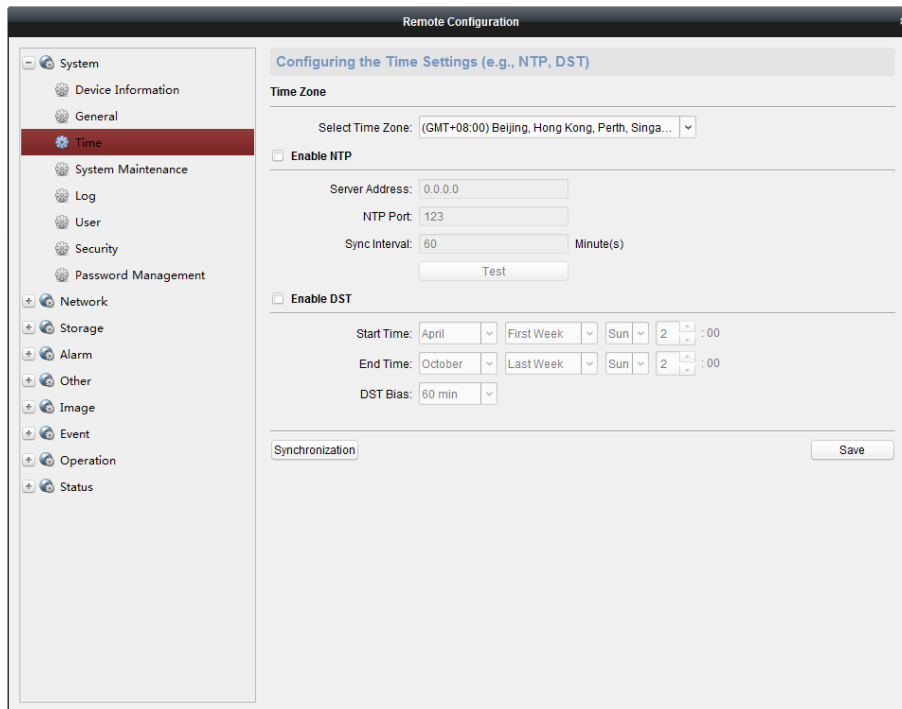 Remote Configuration
System
Device Information
General
Time
System Maintenance
Log
User
Security
Password Management
Network
Storage
Alarm
Other
Image
Event
Operation
Status
Configuring the Time Settings (e.g., NTP, DST)
Time Zone
Select Time Zone: (GMT+08:00) Beijing, Hong Kong, Perth, Singa...
Enable NTP
Server Address: 0.0.0.0
NTP Port: 123
Sync Interval: 60 Minute(s)
Test
Enable DST
Start Time: April First Week Sun 2 : 00
End Time: October Last Week Sun 2 : 00
DST Bias: 60 min
Synchronization Save